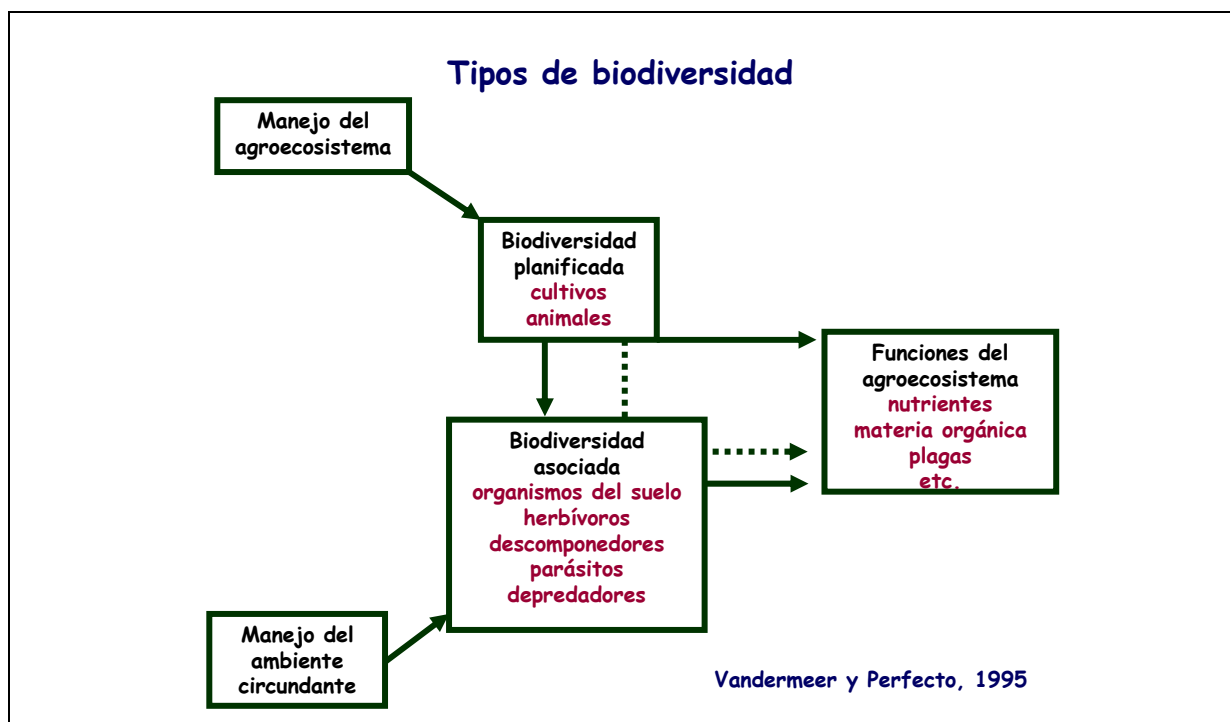 Tipos de biodiversidad
Manejo del
agroecosistema
Biodiversidad
planificada
cultivos
animales
Funciones del
agroecosistema
nutrientes
materia orgánica
plagas
etc.
Biodiversidad
asociada
organismos del suelo
herbívoros
descomponedores
parásitos
depredadores
Manejo del
ambiente
circundante
Vandermeer y Perfecto, 1995